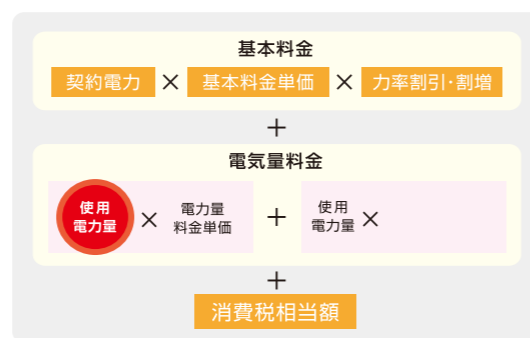 基本料金
契約電力 × 基本料金単価 × 力率割引・割増
+
電気量料金
使用
電力量
×
電力量
料金単価
+
使用
電力量
×
+
消費税相当額